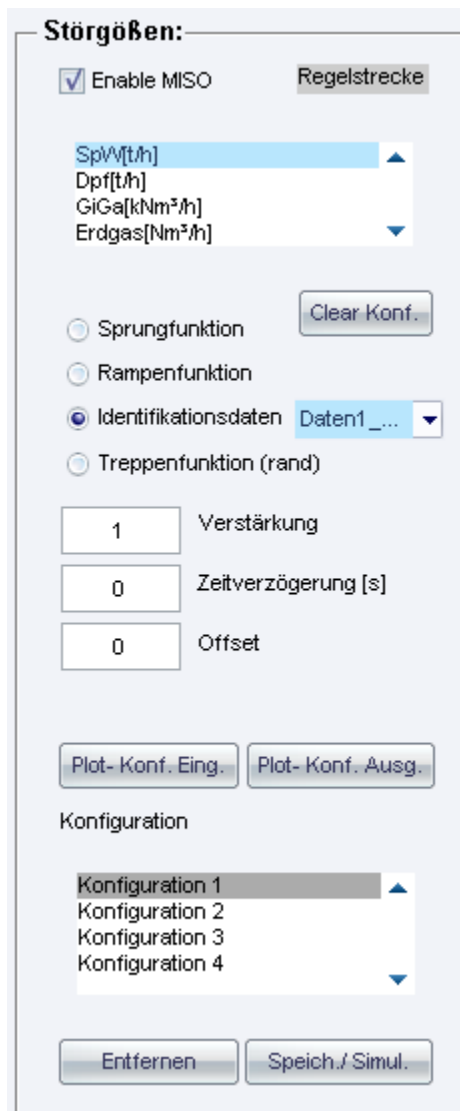 Störgößen:
Enable MISO Regelstrecke
SpW[t/h]
Dpf[t/h]
GiGa[kNm³/h]
Erdgas[Nm³/h]
Clear Konf.
Sprungfunktion
Rampenfunktion
Identifikationsdaten Daten1_...
Treppenfunktion (rand)
1 Verstärkung
0 Zeitverzögerung [s]
0 Offset
Plot- Konf. Eing. Plot- Konf. Ausg.
Konfiguration
Konfiguration 1
Konfiguration 2
Konfiguration 3
Konfiguration 4
Entfernen Speich./ Simul.